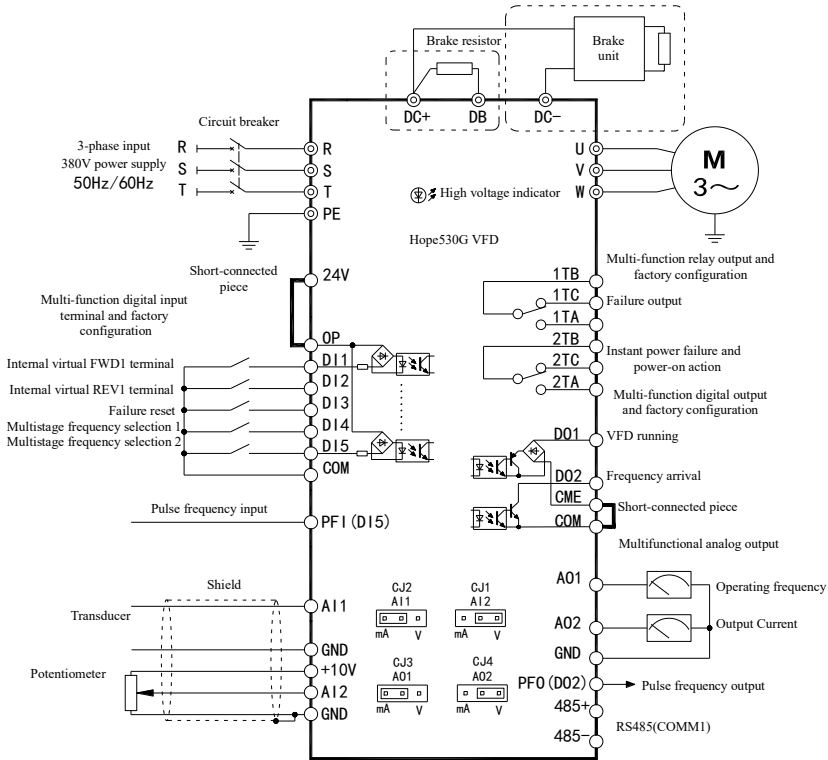 Brake resistor
Brake
unit
DC+
DB
DC-
Circuit breaker
3-phase input
380V power supply
50Hz/60Hz
R
S
T
R
S
T
PE
U
V
W
M
3～
High voltage indicator
Hope530G VFD
Short-connected
piece
24V
Multi-function digital input
terminal and factory
configuration
OP
Internal virtual FWD1 terminal
DI1
Internal virtual REV1 terminal
DI2
Failure reset
DI3
Multistage frequency selection 1
DI4
Multistage frequency selection 2
DI5
COM
Pulse frequency input
PFI(DI5)
Shield
Transducer
AI1
GND
+10V
Potentiometer
AI2
GND
Multi-function relay output and
factory configuration
1TB
1TC
Failure output
1TA
2TB
Instant power failure and
power-on action
2TC
2TA
Multi-function digital output
and factory configuration
DO1
VFD running
DO2
Frequency arrival
CME
Short-connected piece
COM
Multifunctional analog output
CJ2
AI1
mA V
CJ1
AI2
mA V
CJ3
AO1
mA V
CJ4
AO2
mA V
AO1
Operating frequency
AO2
Output Current
GND
PFO(DO2)
Pulse frequency output
485+
RS485(COMM1)
485-